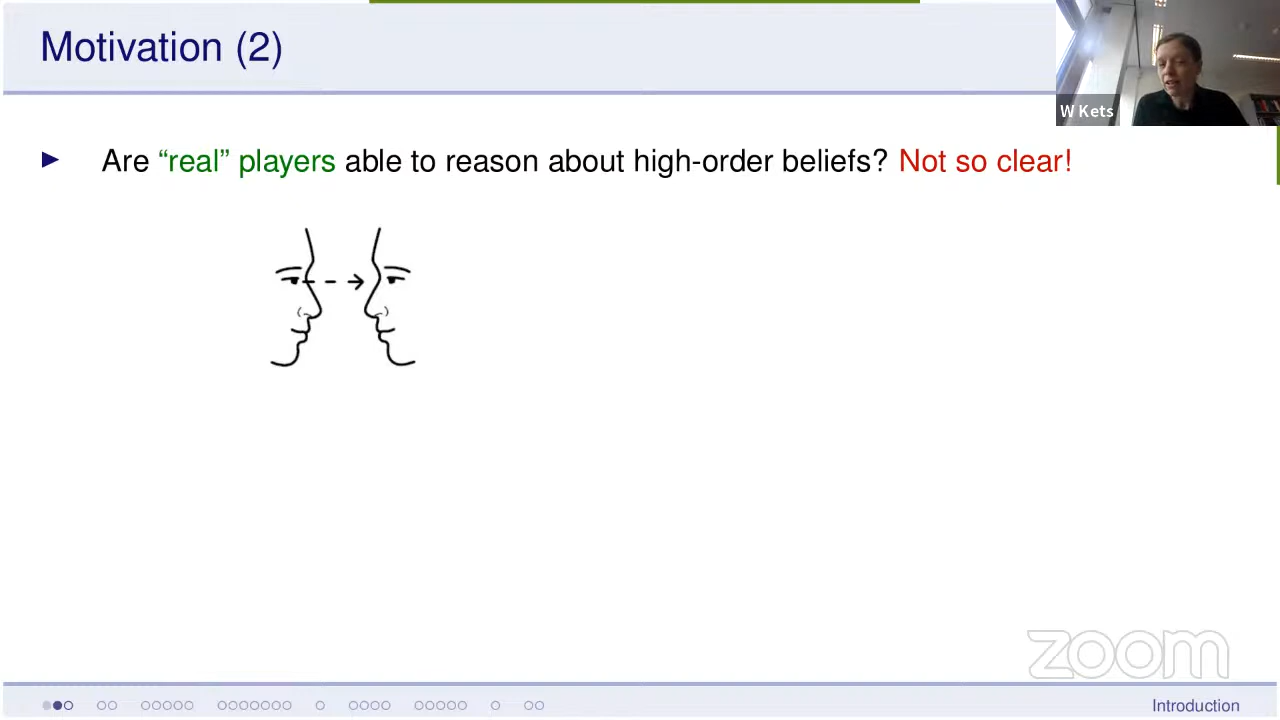 Motivation (2)
W Kets
Are “real” players able to reason about high-order beliefs? Not so clear!
zoom
Introduction